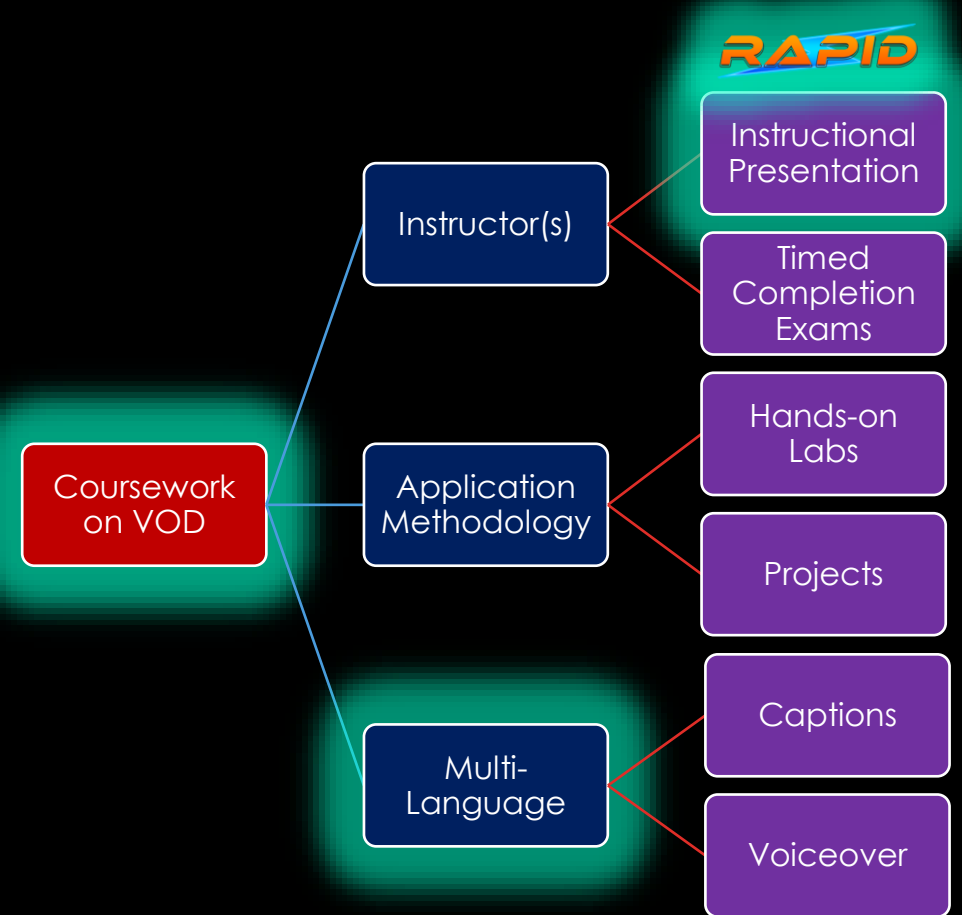 RAPID
Instructional
Presentation
Instructor(s)
Timed
Completion
Exams
Hands-on
Labs
Coursework
on VOD
Application
Methodology
Projects
Captions
Multi-
Language
Voiceover